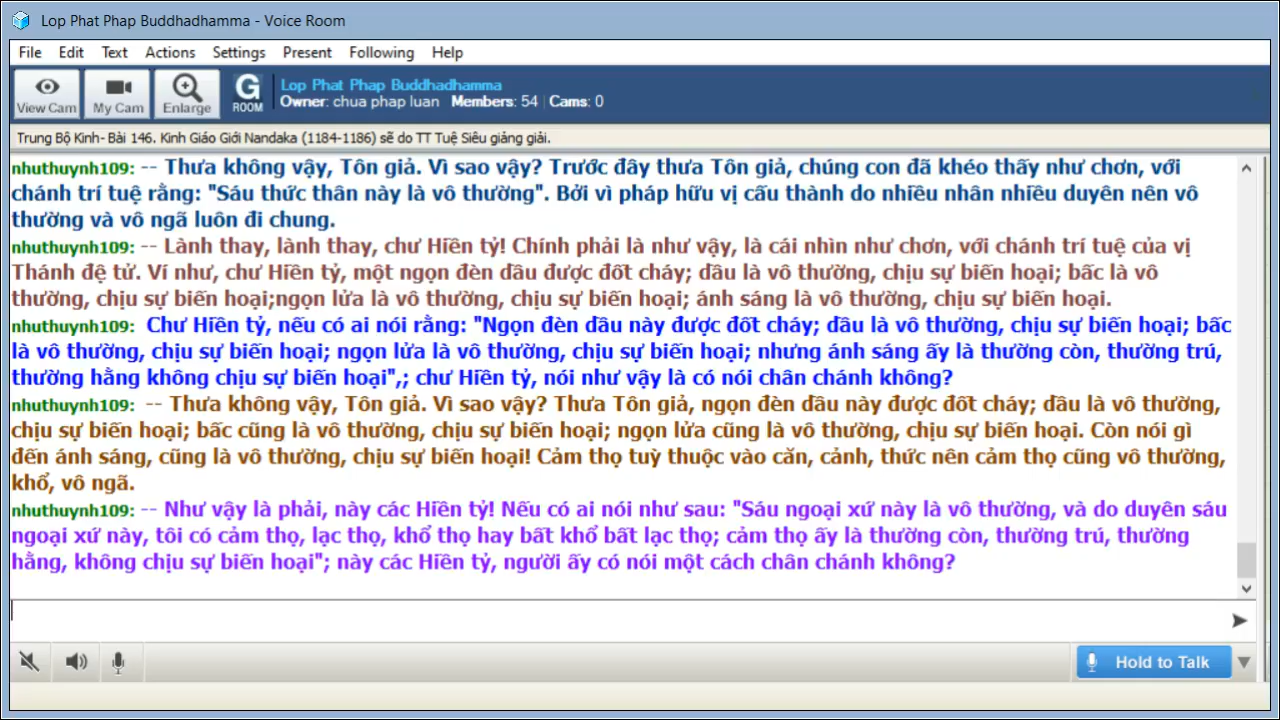 Lop Phat Phap Buddhadhamma - Voice Room
File Edit Text Actions Settings Present Following Help
View Cam My Cam Enlarge G ROOM
Lop Phat Phap Buddhadhamma
Owner: chua phap luan Members: 54 Cams: 0
Trung Bộ Kinh- Bài 146. Kinh Giáo Giới Nandaka (1184-1186) sẽ do TT Tuệ Siêu giảng giải.
nhuthuynh109: -- Thưa không vậy, Tôn giả. Vì sao vậy? Trước đây thưa Tôn giả, chúng con đã khéo thấy như chơn, với
chánh trí tuệ rằng: "Sáu thức thân này là vô thường". Bởi vì pháp hữu vị cấu thành do nhiều nhân nhiều duyên nên vô
thường và vô ngã luôn đi chung.
nhuthuynh109: -- Lành thay, lành thay, chư Hiền tỷ! Chính phải là như vậy, là cái nhìn như chơn, với chánh trí tuệ của vị
Thánh đệ tử. Ví như, chư Hiền tỷ, một ngọn đèn dầu được đốt cháy; dầu là vô thường, chịu sự biến hoại; bấc là vô
thường, chịu sự biến hoại;ngọn lửa là vô thường, chịu sự biến hoại; ánh sáng là vô thường, chịu sự biến hoại.
nhuthuynh109: Chư Hiền tỷ, nếu có ai nói rằng: "Ngọn đèn dầu này được đốt cháy; dầu là vô thường, chịu sự biến hoại; bấc
là vô thường, chịu sự biến hoại; ngọn lửa là vô thường, chịu sự biến hoại; nhưng ánh sáng ấy là thường còn, thường trú,
thường hằng không chịu sự biến hoại",; chư Hiền tỷ, nói như vậy là có nói chân chánh không?
nhuthuynh109: -- Thưa không vậy, Tôn giả. Vì sao vậy? Thưa Tôn giả, ngọn đèn dầu này được đốt cháy; dầu là vô thường,
chịu sự biến hoại; bấc cũng là vô thường, chịu sự biến hoại; ngọn lửa cũng là vô thường, chịu sự biến hoại. Còn nói gì
đến ánh sáng, cũng là vô thường, chịu sự biến hoại! Cảm thọ tuỳ thuộc vào căn, cảnh, thức nên cảm thọ cũng vô thường,
khổ, vô ngã.
nhuthuynh109: -- Như vậy là phải, này các Hiền tỷ! Nếu có ai nói như sau: "Sáu ngoại xứ này là vô thường, và do duyên sáu
ngoại xứ này, tôi có cảm thọ, lạc thọ, khổ thọ hay bất khổ bất lạc thọ; cảm thọ ấy là thường còn, thường trú, thường
hằng, không chịu sự biến hoại"; này các Hiền tỷ, người ấy có nói một cách chân chánh không?
Hold to Talk